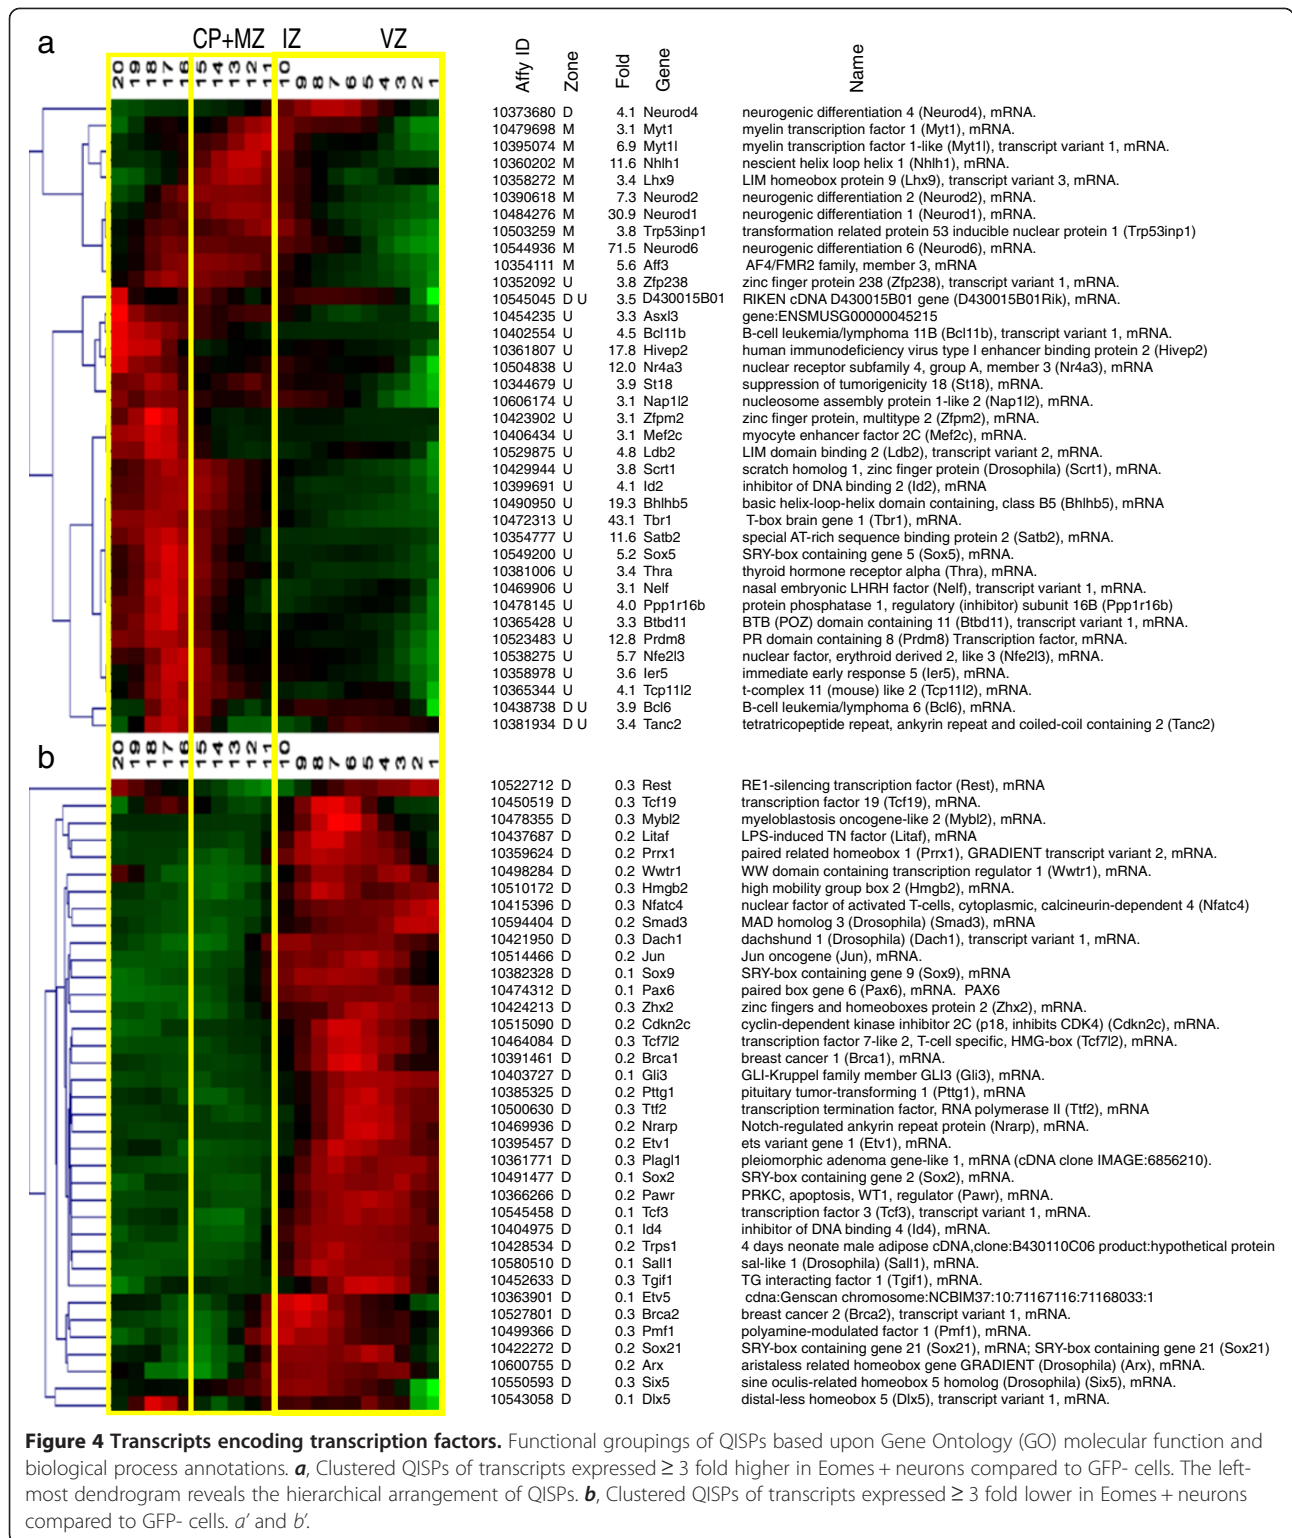 a
CP+MZ IZ VZ
20 19 18 17 16 15 14 13 12 11 10 9 8 7 6 5 4 3 2 1
Affy ID Zone Fold Gene Name
10373680 D 4.1 Neurod4 neurogenic differentiation 4 (Neurod4), mRNA.
10479698 M 3.1 Myt1 myelin transcription factor 1 (Myt1), mRNA.
10395074 M 6.9 Myt1l myelin transcription factor 1-like (Myt1l), transcript variant 1, mRNA.
10360202 M 11.6 Nhlh1 nescient helix loop helix 1 (Nhlh1), mRNA.
10358272 M 3.4 Lhx9 LIM homeobox protein 9 (Lhx9), transcript variant 3, mRNA.
10390618 M 7.3 Neurod2 neurogenic differentiation 2 (Neurod2), mRNA.
10484276 M 30.9 Neurod1 neurogenic differentiation 1 (Neurod1), mRNA.
10503259 M 3.8 Trp53inp1 transformation related protein 53 inducible nuclear protein 1 (Trp53inp1)
10544936 M 71.5 Neurod6 neurogenic differentiation 6 (Neurod6), mRNA.
10354111 M 5.6 Aff3 AF4/FMR2 family, member 3, mRNA
10352092 U 3.8 Zfp238 zinc finger protein 238 (Zfp238), transcript variant 1, mRNA.
10545045 D U 3.5 D430015B01 RIKEN cDNA D430015B01 gene (D430015B01Rik), mRNA.
10454235 U 3.3 Asxl3 gene:ENSMUSG00000045215
10402554 U 4.5 Bcl11b B-cell leukemia/lymphoma 11B (Bcl11b), transcript variant 1, mRNA.
10361807 U 17.8 Hivep2 human immunodeficiency virus type I enhancer binding protein 2 (Hivep2)
10504838 U 12.0 Nr4a3 nuclear receptor subfamily 4, group A, member 3 (Nr4a3), mRNA
10344679 U 3.9 St18 suppression of tumorigenicity 18 (St18), mRNA.
10606174 U 3.1 Nap1l2 nucleosome assembly protein 1-like 2 (Nap1l2), mRNA.
10423902 U 3.1 Zfpm2 zinc finger protein, multitype 2 (Zfpm2), mRNA.
10406434 U 3.1 Mef2c myocyte enhancer factor 2C (Mef2c), mRNA.
10529875 U 4.8 Ldb2 LIM domain binding 2 (Ldb2), transcript variant 2, mRNA.
10429944 U 3.8 Scrt1 scratch homolog 1, zinc finger protein (Drosophila) (Scrt1), mRNA.
10399691 U 4.1 Id2 inhibitor of DNA binding 2 (Id2), mRNA
10490950 U 19.3 Bhlhb5 basic helix-loop-helix domain containing, class B5 (Bhlhb5), mRNA
10472313 U 43.1 Tbr1 T-box brain gene 1 (Tbr1), mRNA.
10354777 U 11.6 Satb2 special AT-rich sequence binding protein 2 (Satb2), mRNA.
10549200 U 5.2 Sox5 SRY-box containing gene 5 (Sox5), mRNA.
10381006 U 3.4 Thra thyroid hormone receptor alpha (Thra), mRNA.
10469906 U 3.1 Nelf nasal embryonic LHRH factor (Nelf), transcript variant 1, mRNA.
10478145 U 4.0 Ppp1r16b protein phosphatase 1, regulatory (inhibitor) subunit 16B (Ppp1r16b)
10365428 U 3.3 Btbd11 BTB (POZ) domain containing 11 (Btbd11), transcript variant 1, mRNA.
10523483 U 12.8 Prdm8 PR domain containing 8 (Prdm8) Transcription factor, mRNA.
10538275 U 5.7 Nfe2l3 nuclear factor, erythroid derived 2, like 3 (Nfe2l3), mRNA.
10358978 U 3.6 Ier5 immediate early response 5 (Ier5), mRNA.
10365344 U 4.1 Tcp11l2 t-complex 11 (mouse) like 2 (Tcp11l2), mRNA.
10438738 D U 3.9 Bcl6 B-cell leukemia/lymphoma 6 (Bcl6), mRNA.
10381934 D U 3.4 Tanc2 tetratricopeptide repeat, ankyrin repeat and coiled-coil containing 2 (Tanc2)
b
20 19 18 17 16 15 14 13 12 11 10 9 8 7 6 5 4 3 2 1
10522712 D 0.3 Rest RE1-silencing transcription factor (Rest), mRNA
10450519 D 0.3 Tcf19 transcription factor 19 (Tcf19), mRNA.
10478355 D 0.3 Mybl2 myeloblastosis oncogene-like 2 (Mybl2), mRNA.
10437687 D 0.2 Litaf LPS-induced TN factor (Litaf), mRNA
10359624 D 0.2 Prrx1 paired related homeobox 1 (Prrx1), GRADIENT transcript variant 2, mRNA.
10498284 D 0.2 Wwtr1 WW domain containing transcription regulator 1 (Wwtr1), mRNA.
10510172 D 0.3 Hmgb2 high mobility group box 2 (Hmgb2), mRNA.
10415396 D 0.3 Nfatc4 nuclear factor of activated T-cells, cytoplasmic, calcineurin-dependent 4 (Nfatc4)
10594404 D 0.2 Smad3 MAD homolog 3 (Drosophila) (Smad3), mRNA
10421950 D 0.3 Dach1 dachshund 1 (Drosophila) (Dach1), transcript variant 1, mRNA.
10514466 D 0.2 Jun Jun oncogene (Jun), mRNA.
10382328 D 0.1 Sox9 SRY-box containing gene 9 (Sox9), mRNA
10474312 D 0.1 Pax6 paired box gene 6 (Pax6), mRNA. PAX6
10424213 D 0.3 Zhx2 zinc fingers and homeoboxes protein 2 (Zhx2), mRNA.
10515090 D 0.2 Cdkn2c cyclin-dependent kinase inhibitor 2C (p18, inhibits CDK4) (Cdkn2c), mRNA.
10464084 D 0.3 Tcf7l2 transcription factor 7-like 2, T-cell specific, HMG-box (Tcf7l2), mRNA.
10391461 D 0.2 Brca1 breast cancer 1 (Brca1), mRNA.
10403727 D 0.1 Gli3 GLI-Kruppel family member GLI3 (Gli3), mRNA.
10385325 D 0.2 Pttg1 pituitary tumor-transforming 1 (Pttg1), mRNA
10500630 D 0.3 Ttf2 transcription termination factor, RNA polymerase II (Ttf2), mRNA
10469936 D 0.2 Nrarp Notch-regulated ankyrin repeat protein (Nrarp), mRNA.
10395457 D 0.2 Etv1 ets variant gene 1 (Etv1), mRNA.
10361771 D 0.3 Plagl1 pleiomorphic adenoma gene-like 1, mRNA (cDNA clone IMAGE:6856210).
10491477 D 0.1 Sox2 SRY-box containing gene 2 (Sox2), mRNA.
10366266 D 0.2 Pawr PRKC, apoptosis, WT1, regulator (Pawr), mRNA.
10545458 D 0.1 Tcf3 transcription factor 3 (Tcf3), transcript variant 1, mRNA.
10404975 D 0.1 Id4 inhibitor of DNA binding 4 (Id4), mRNA.
10428534 D 0.2 Trps1 4 days neonate male adipose cDNA,clone:B430110C06 product:hypothetical protein
10580510 D 0.1 Sall1 sal-like 1 (Drosophila) (Sall1), mRNA.
10452633 D 0.3 Tgif1 TG interacting factor 1 (Tgif1), mRNA.
10363901 D 0.1 Etv5 cdna:Genscan chromosome:NCBIM37:10:71167116:71168033:1
10527801 D 0.3 Brca2 breast cancer 2 (Brca2), transcript variant 1, mRNA.
10499366 D 0.3 Pmf1 polyamine-modulated factor 1 (Pmf1), mRNA.
10422272 D 0.2 Sox21 SRY-box containing gene 21 (Sox21), mRNA; SRY-box containing gene 21 (Sox21)
10600755 D 0.2 Arx aristaless related homeobox gene GRADIENT (Drosophila) (Arx), mRNA.
10550593 D 0.3 Six5 sine oculis-related homeobox 5 homolog (Drosophila) (Six5), mRNA.
10543058 D 0.1 Dlx5 distal-less homeobox 5 (Dlx5), transcript variant 1, mRNA.
Figure 4 Transcripts encoding transcription factors. Functional groupings of QISPs based upon Gene Ontology (GO) molecular function and
biological process annotations. a, Clustered QISPs of transcripts expressed ≥ 3 fold higher in Eomes + neurons compared to GFP- cells. The left-
most dendrogram reveals the hierarchical arrangement of QISPs. b, Clustered QISPs of transcripts expressed ≥ 3 fold lower in Eomes + neurons
compared to GFP- cells. a′ and b′.